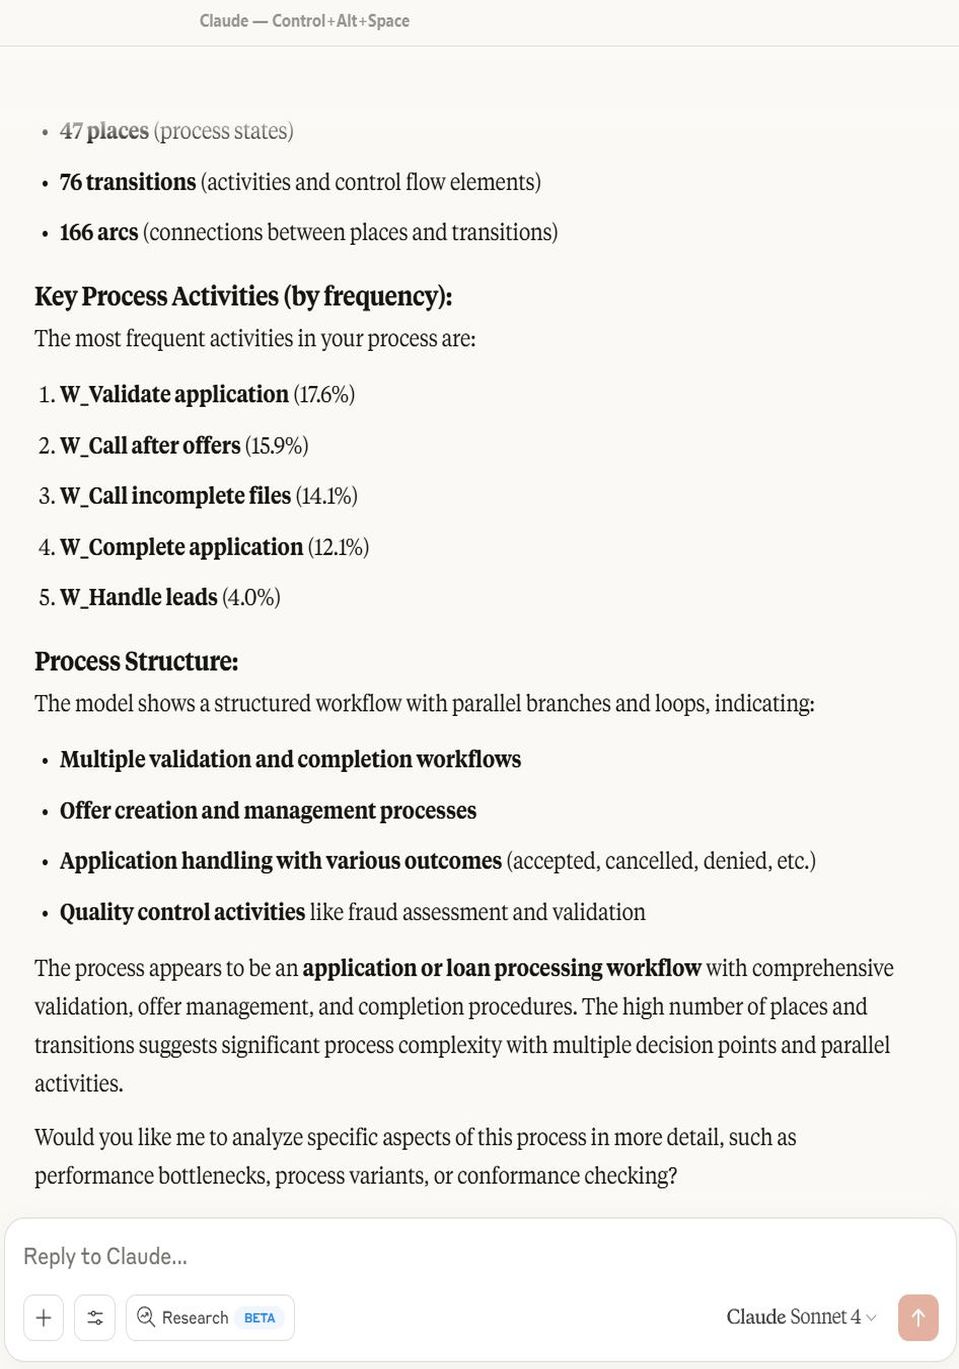 Claude — Control+Alt+Space
• 47 places (process states)
• 76 transitions (activities and control flow elements)
• 166 arcs (connections between places and transitions)
Key Process Activities (by frequency):
The most frequent activities in your process are:
1. W_Validate application (17.6%)
2. W_Call after offers (15.9%)
3. W_Call incomplete files (14.1%)
4. W_Complete application (12.1%)
5. W_Handle leads (4.0%)
Process Structure:
The model shows a structured workflow with parallel branches and loops, indicating:
• Multiple validation and completion workflows
• Offer creation and management processes
• Application handling with various outcomes (accepted, cancelled, denied, etc.)
• Quality control activities like fraud assessment and validation
The process appears to be an application or loan processing workflow with comprehensive
validation, offer management, and completion procedures. The high number of places and
transitions suggests significant process complexity with multiple decision points and parallel
activities.
Would you like me to analyze specific aspects of this process in more detail, such as
performance bottlenecks, process variants, or conformance checking?
Reply to Claude...
Research BETA
Claude Sonnet 4